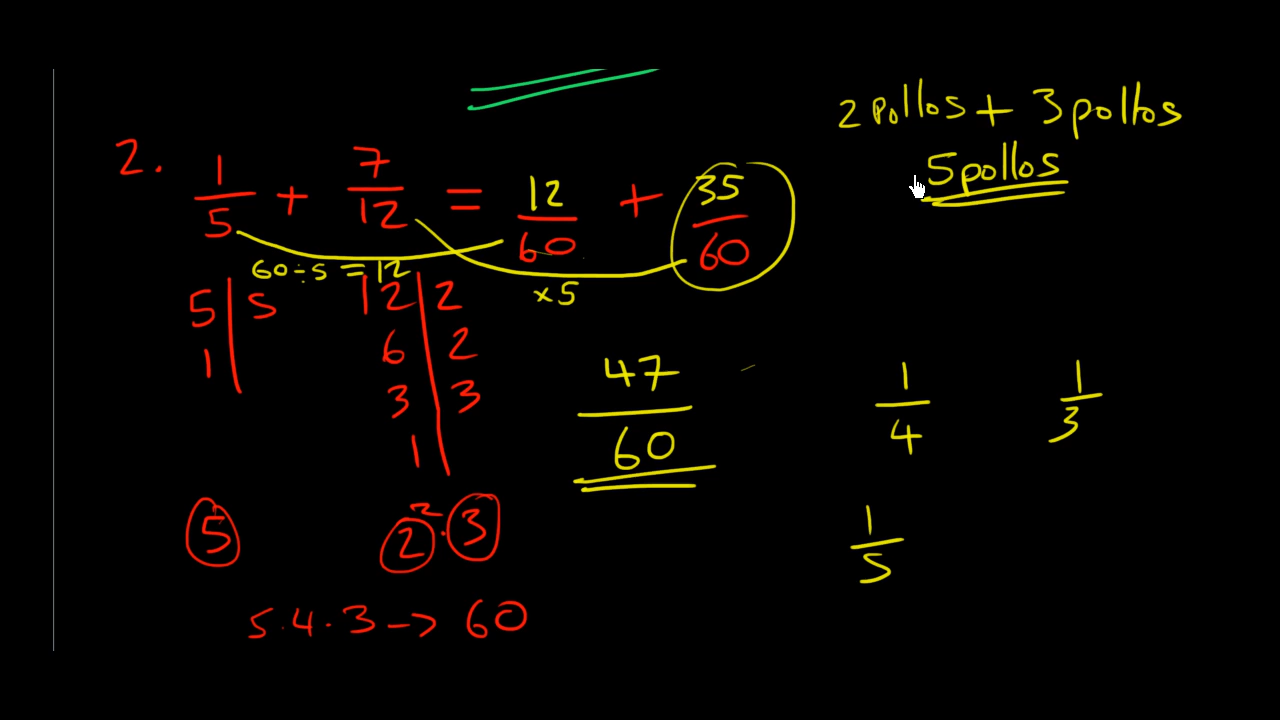 2 pollos + 3 pollos
5 pollos
2. 1/5 + 7/12 = 12/60 + 35/60
60÷5 = 12
×5
5 | 5
1 |
12 | 2
6 | 2
3 | 3
1 |
47/60
1/4
1/3
1/5
5
2² · 3
5.4.3 -> 60